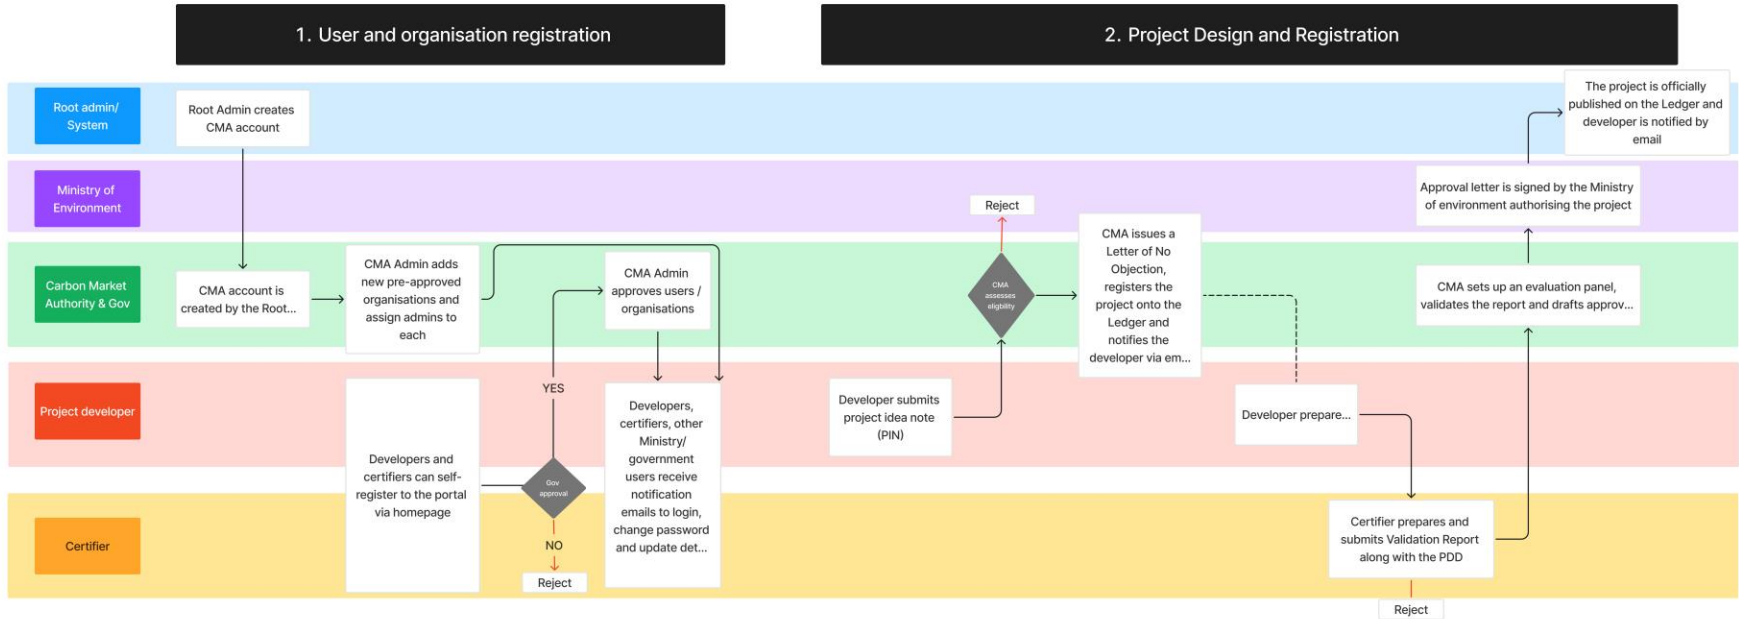 1. User and organisation registration
2. Project Design and Registration
Root admin/
System
Root Admin creates
CMA account
The project is officially
published on the Ledger and
developer is notified by
email
Ministry of
Environment
Reject
Approval letter is signed by the Ministry
of environment authorising the project
Carbon Market
Authority & Gov
CMA account is
created by the Root...
CMA Admin adds
new pre-approved
organisations and
assign admins to
each
CMA Admin
approves users /
organisations
CMA
assesses
eligibility
CMA issues a
Letter of No
Objection,
registers the
project onto the
Ledger and
notifies the
developer via em...
CMA sets up an evaluation panel,
validates the report and drafts approv...
Project developer
YES
Developers and
certifiers can self-
register to the portal
via homepage
Gov
approval
Developers,
certifiers, other
Ministry/
government
users receive
notification
emails to login,
change password
and update det...
Developer submits
project idea note
(PIN)
Developer prepare...
Certifier
NO
Reject
Certifier prepares and
submits Validation Report
along with the PDD
Reject